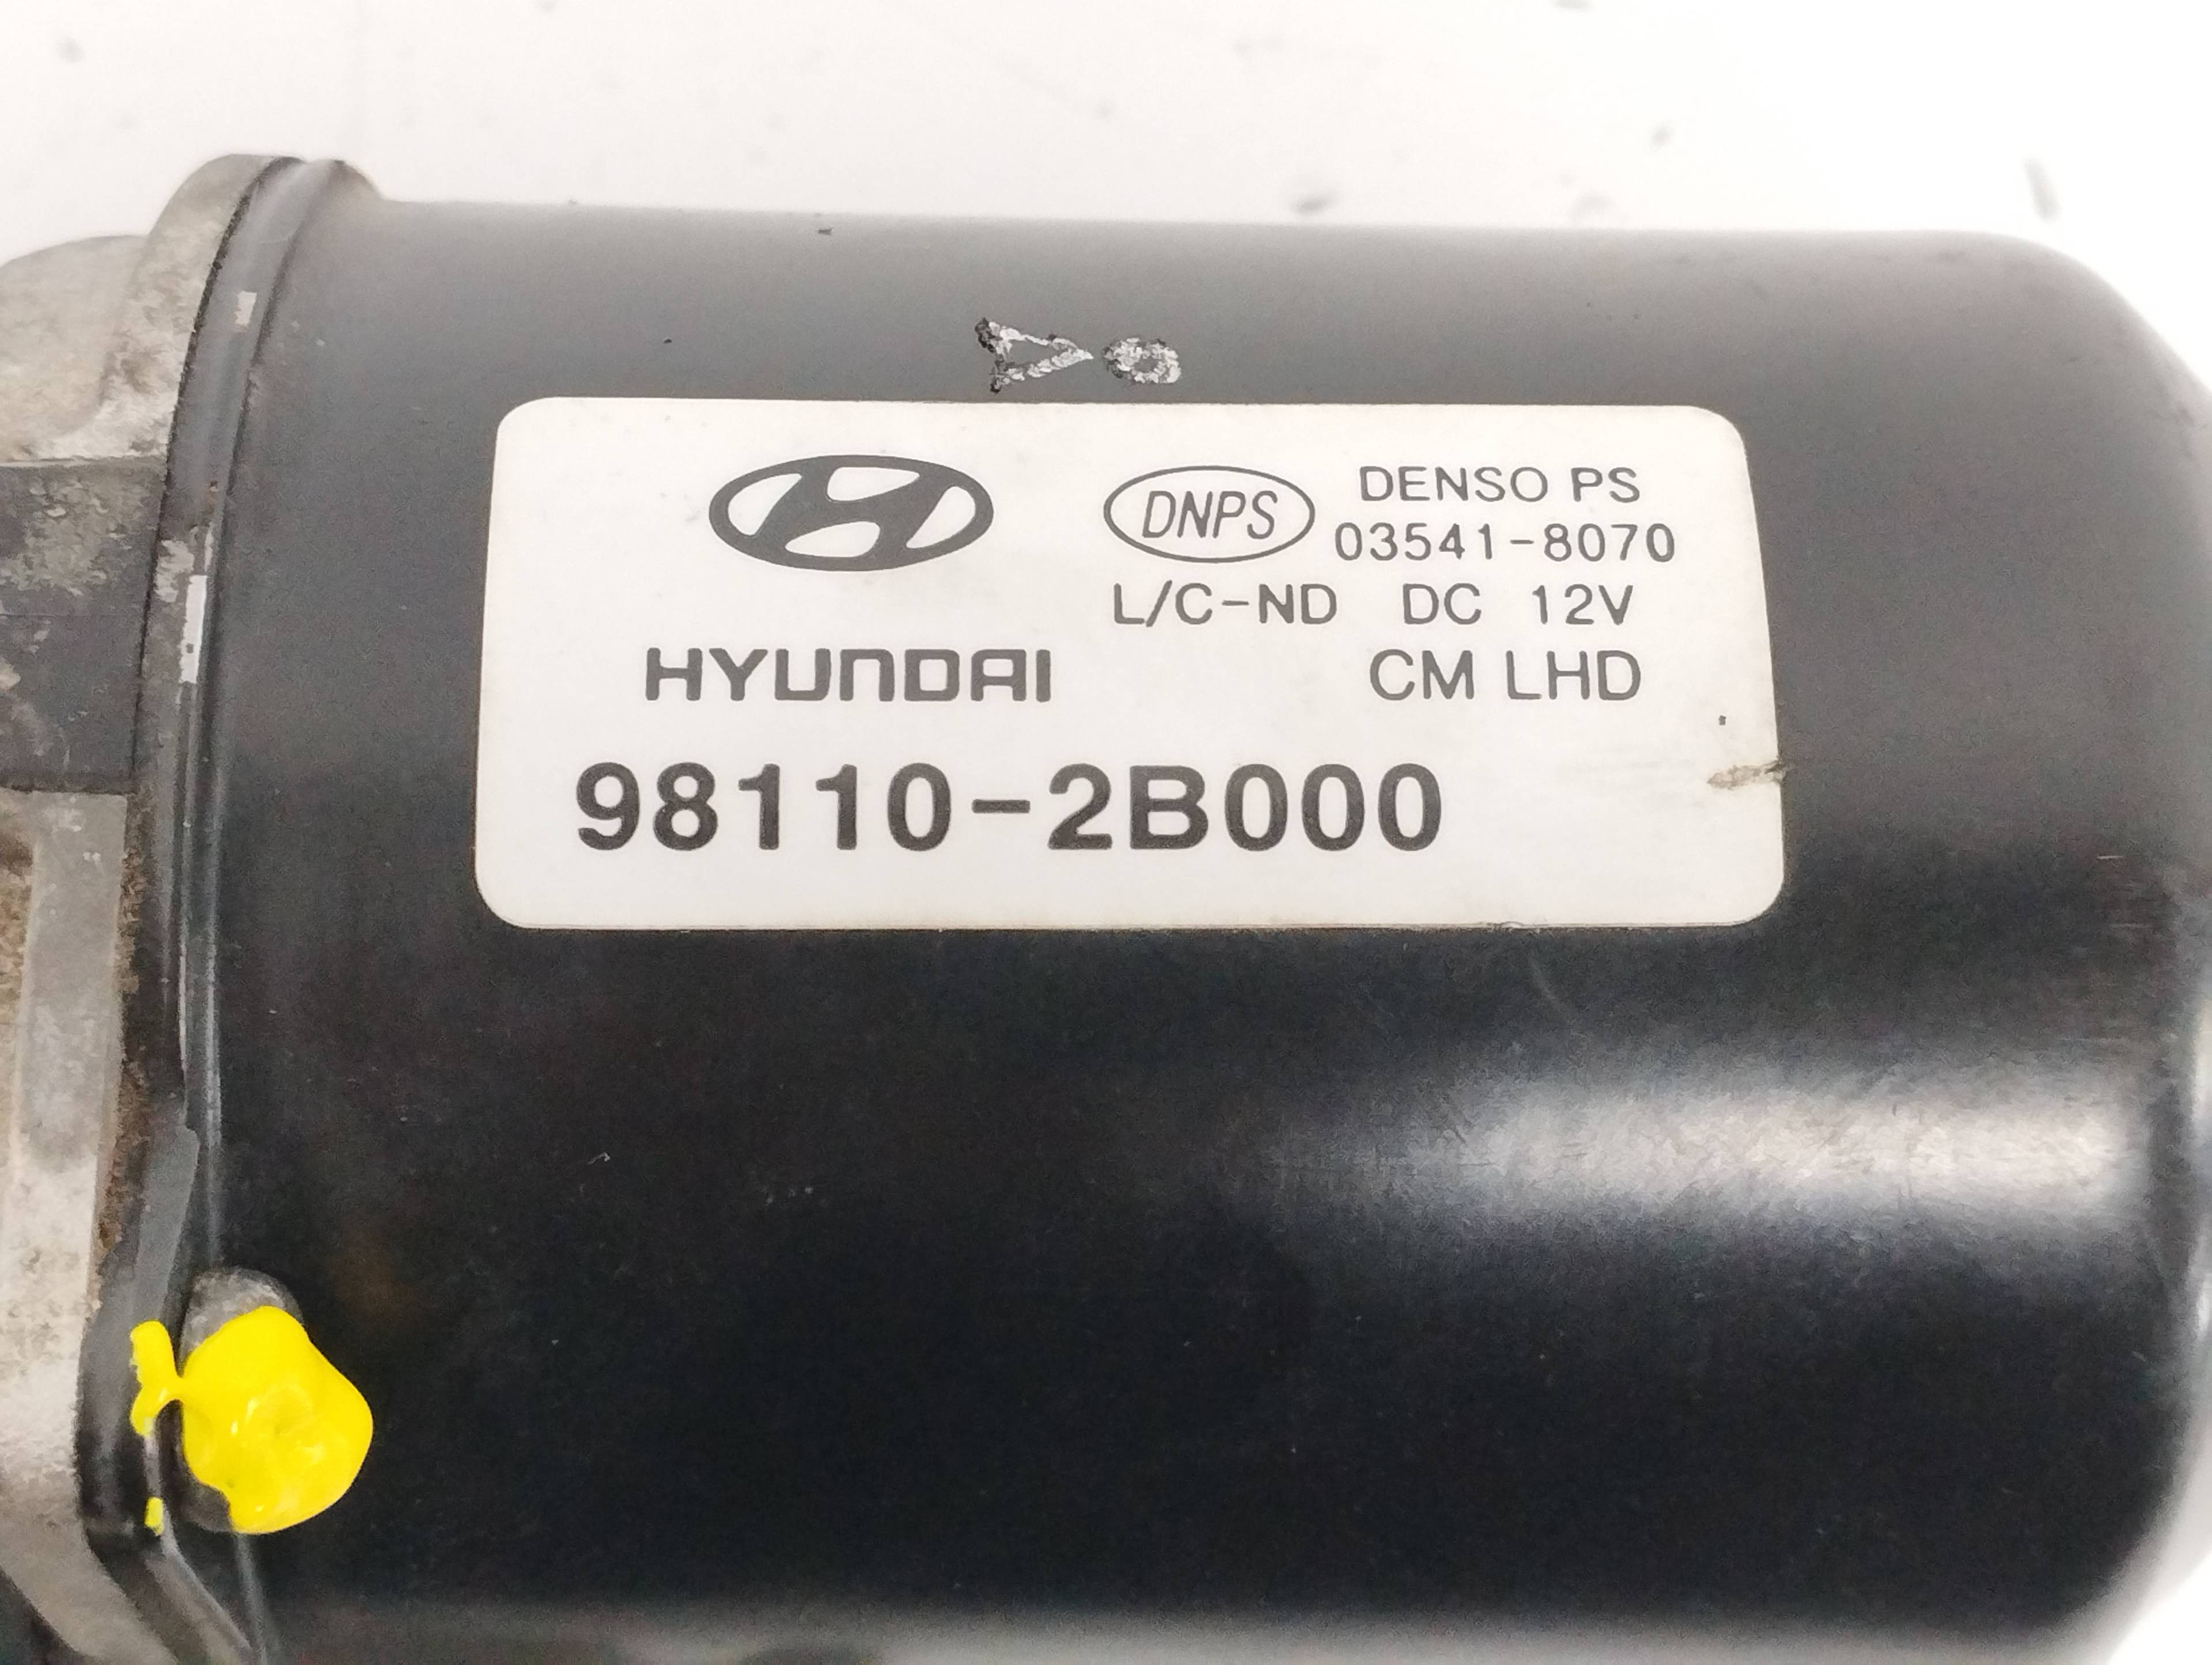 DNPS DENSO PS
03541-8070
L/C-ND DC 12V
HYUNDAI CM LHD
98110-2B000